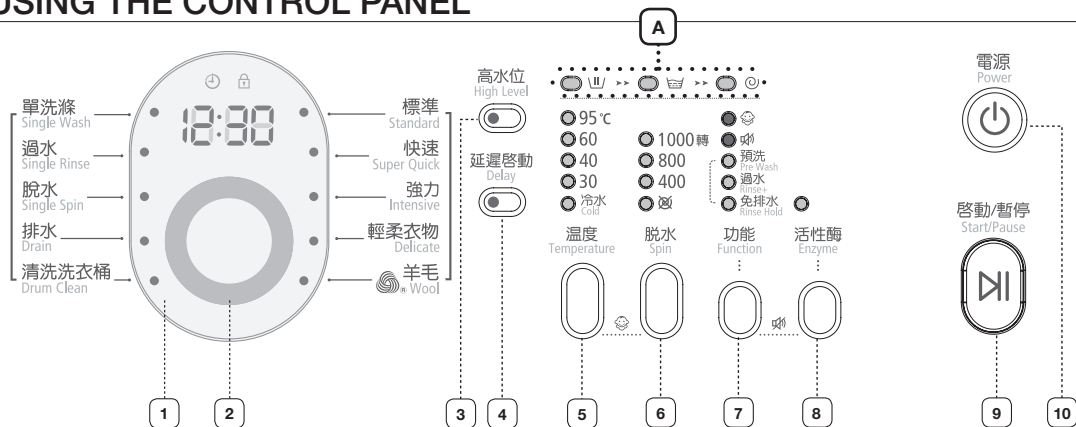 USING THE CONTROL PANEL
A
單洗滌
Single Wash
過水
Single Rinse
脫水
Single Spin
排水
Drain
清洗洗衣桶
Drum Clean
12:30
標準
Standard
快速
Super Quick
強力
Intensive
輕柔衣物
Delicate
羊毛
Wool
高水位
High Level
延遲啓動
Delay
95℃
60
40
30
冷水
Cold
1000轉
800
400
預洗
Pre Wash
過水
Rinse+
免排水
Rinse Hold
温度
Temperature
脱水
Spin
功能
Function
活性酶
Enzyme
電源
Power
啓動/暫停
Start/Pause
1
2
3
4
5
6
7
8
9
10